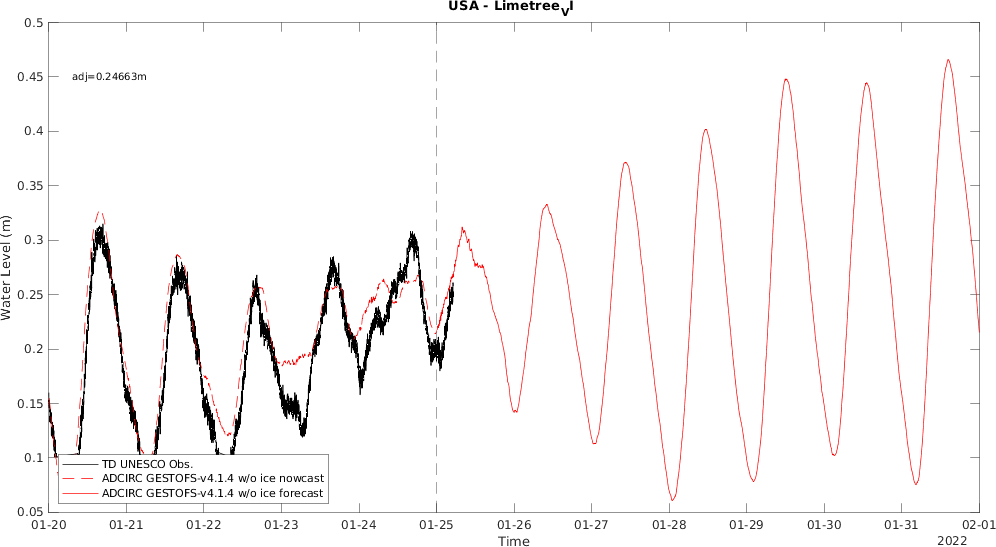 USA - LimetreeVI
0.5
0.45
0.4
0.35
0.3
0.25
0.2
0.15
0.1
0.05
Water Level (m)
adj=0.24663m
TD UNESCO Obs.
ADCIRC GESTOFS-v4.1.4 w/o ice nowcast
ADCIRC GESTOFS-v4.1.4 w/o ice forecast
01-20 01-21 01-22 01-23 01-24 01-25 01-26 01-27 01-28 01-29 01-30 01-31 02-01
Time
2022